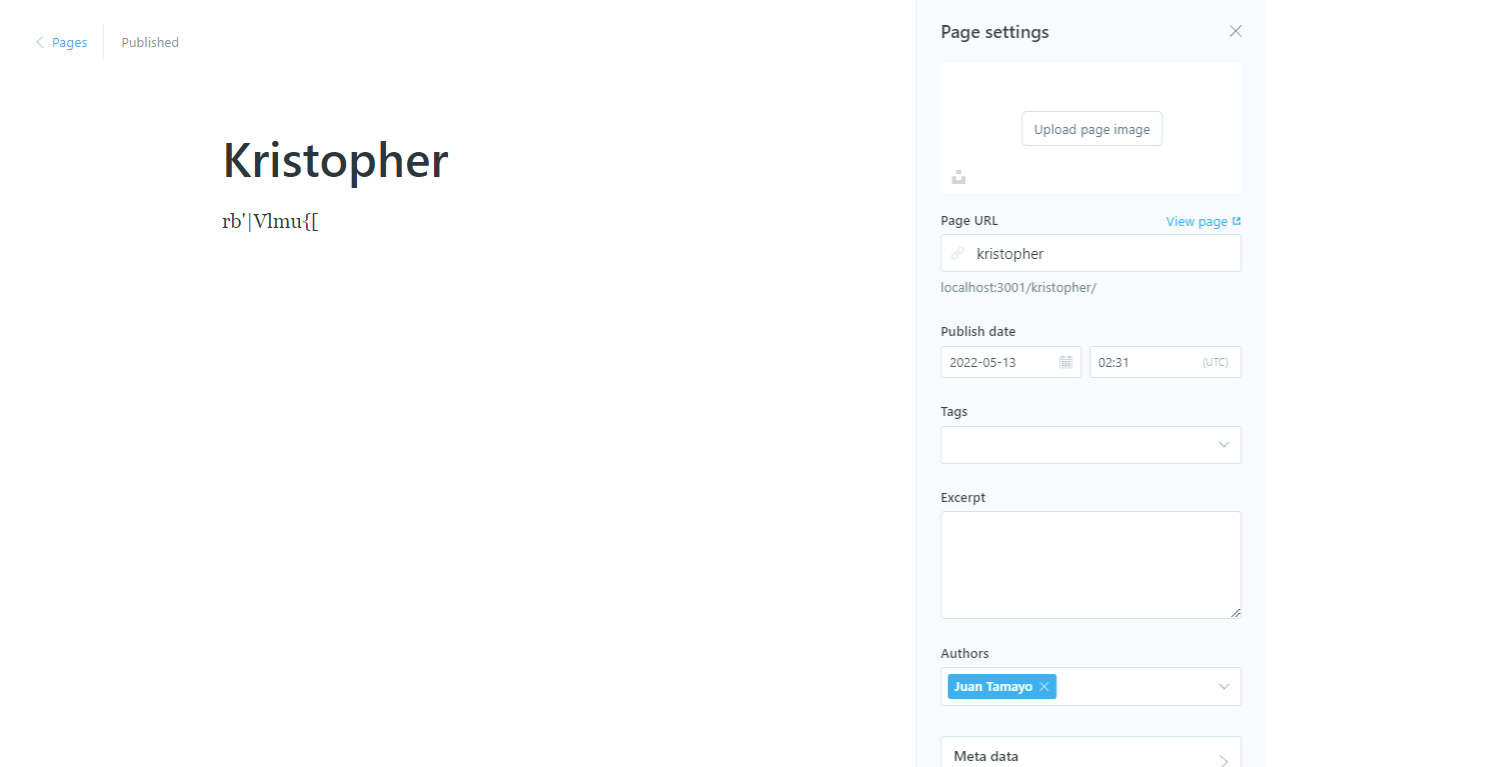 Pages
Published
Kristopher
rb'|Vlmu{[
Page settings
Upload page image
Page URL
View page
kristopher
localhost:3001/kristopher/
Publish date
2022-05-13
02:31
(UTC)
Tags
Excerpt
Authors
Juan Tamayo
Meta data